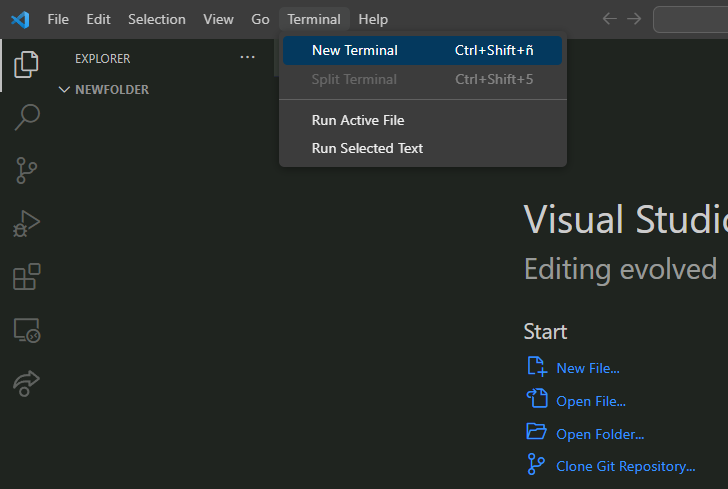 File Edit Selection View Go Terminal Help
EXPLORER ...
NEWFOLDER
New Terminal Ctrl+Shift+ñ
Split Terminal Ctrl+Shift+5
Run Active File
Run Selected Text
Visual Studio
Editing evolved
Start
New File...
Open File...
Open Folder...
Clone Git Repository...